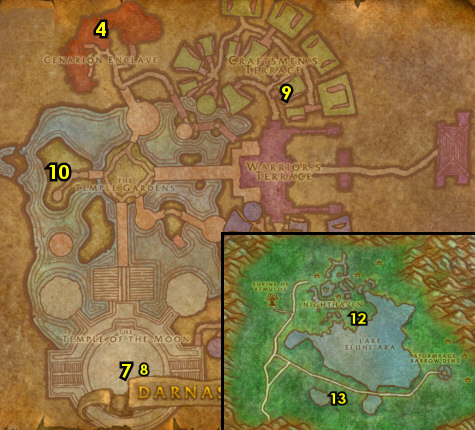 4
CENARION ENCLAVE
CRAFTSMEN'S
TERRACE
9
10
THE
TEMPLE GARDENS
WARRIOR'S
TERRACE
THE
TEMPLE OF THE MOON
7 8
DARNAS
SHRINE OF
REMULOS
NIGHTHAVEN
12
LAKE
ELUNE'ARA
STORMRAGE
BARROW DENS
13